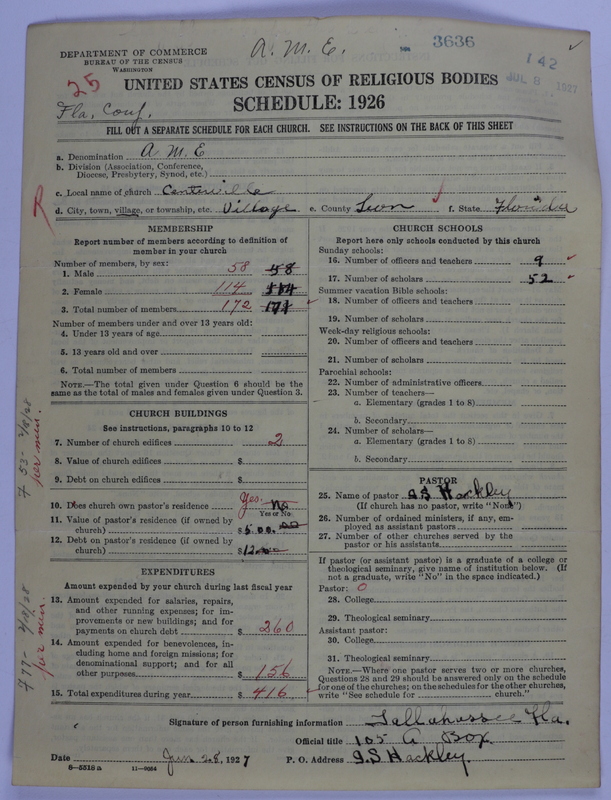 A. M. E.
3636
142
JUL 8 1927
DEPARTMENT OF COMMERCE
BUREAU OF THE CENSUS
WASHINGTON
25
UNITED STATES CENSUS OF RELIGIOUS BODIES
Fla. Conf.
SCHEDULE: 1926
FILL OUT A SEPARATE SCHEDULE FOR EACH CHURCH. SEE INSTRUCTIONS ON THE BACK OF THIS SHEET
a. Denomination A M E
b. Division (Association, Conference, Diocese, Presbytery, Synod, etc.)
c. Local name of church Centerville
d. City, town, village, or township, etc. Village e. County Leon f. State Florida
MEMBERSHIP
Report number of members according to definition of member in your church
Number of members, by sex:
1. Male 58 58
2. Female 114 114
3. Total number of members 172 171
Number of members under and over 13 years old:
4. Under 13 years of age
5. 13 years old and over
6. Total number of members
NOTE.—The total given under Question 6 should be the same as the total of males and females given under Question 3.
CHURCH BUILDINGS
See instructions, paragraphs 10 to 12
7. Number of church edifices 2
8. Value of church edifices $
9. Debt on church edifices $
10. Does church own pastor's residence Yes. No
Yes or No
11. Value of pastor's residence (if owned by church) $500.00
12. Debt on pastor's residence (if owned by church) $12.00
EXPENDITURES
Amount expended by your church during last fiscal year
13. Amount expended for salaries, repairs, and other running expenses; for improvements or new buildings; and for payments on church debt $ 260
14. Amount expended for benevolences, including home and foreign missions; for denominational support; and for all other purposes $ 156
15. Total expenditures during year $ 416
CHURCH SCHOOLS
Report here only schools conducted by this church
Sunday schools:
16. Number of officers and teachers 9
17. Number of scholars 52
Summer vacation Bible schools:
18. Number of officers and teachers
19. Number of scholars
Week-day religious schools:
20. Number of officers and teachers
21. Number of scholars
Parochial schools:
22. Number of administrative officers
23. Number of teachers—
a. Elementary (grades 1 to 8)
b. Secondary
24. Number of scholars—
a. Elementary (grades 1 to 8)
b. Secondary
PASTOR
25. Name of pastor J S Hackley
(If church has no pastor, write "None")
26. Number of ordained ministers, if any, employed as assistant pastors
27. Number of other churches served by the pastor or his assistants
If pastor (or assistant pastor) is a graduate of a college or theological seminary, give name of institution below. (If not a graduate, write "No" in the space indicated.)
Pastor: 0
28. College
29. Theological seminary
Assistant pastor:
30. College
31. Theological seminary
NOTE.—Where one pastor serves two or more churches, Questions 28 and 29 should be answered only on the schedule for one of the churches; on the schedules for the other churches, write "See schedule for church."
Signature of person furnishing information Tallahassee Fla.
Official title 105 A Box
Date Jun 28, 1927 P. O. Address J. S Hackley
8—5518a 11—9064